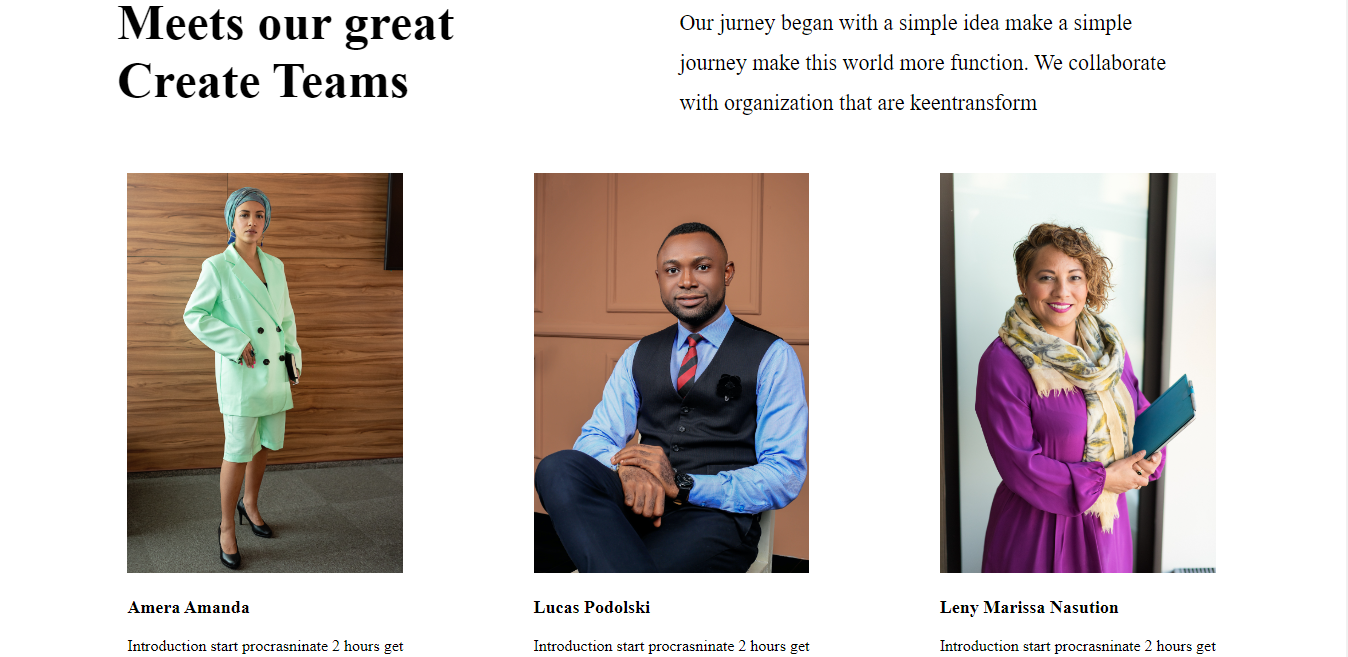 Meets our great
Create Teams
Our jurney began with a simple idea make a simple
journey make this world more function. We collaborate
with organization that are keentransform
Amera Amanda
Introduction start procrasninate 2 hours get
Lucas Podolski
Introduction start procrasninate 2 hours get
Leny Marissa Nasution
Introduction start procrasninate 2 hours get